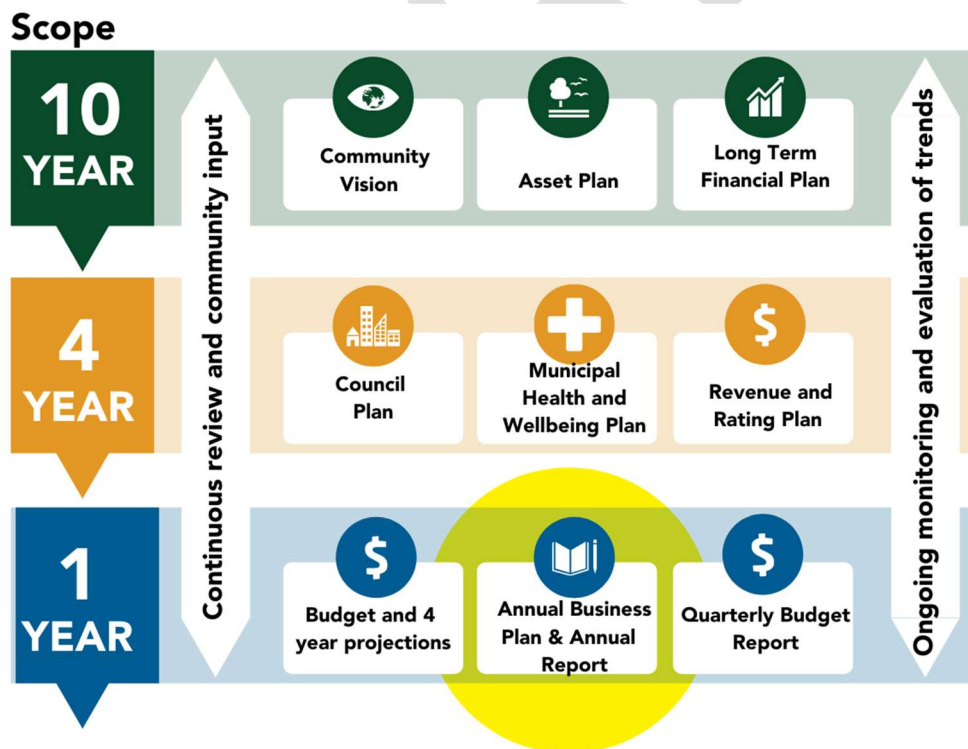 Scope
10
YEAR
Continuous review and community input
Community
Vision
Asset Plan
Long Term
Financial Plan
Ongoing monitoring and evaluation of trends
4
YEAR
Council
Plan
Municipal
Health and
Wellbeing Plan
$
Revenue and
Rating Plan
1
YEAR
$
Budget and 4
year projections
Annual Business
Plan & Annual
Report
$
Quarterly Budget
Report